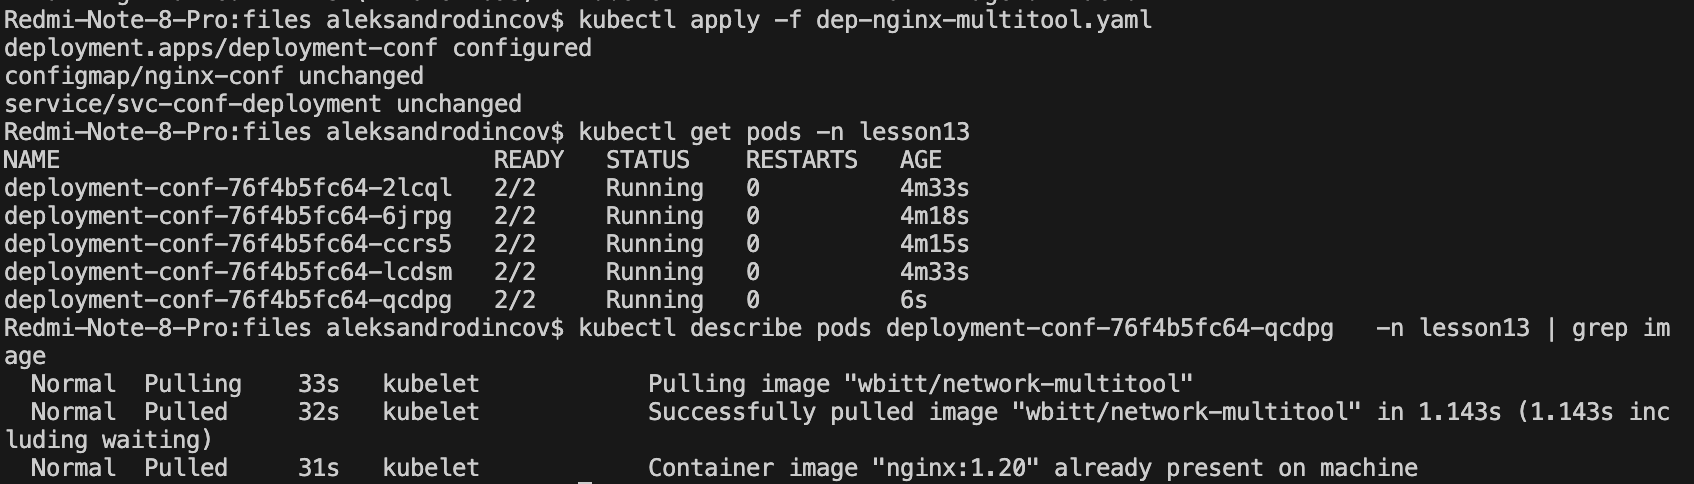 Redmi-Note-8-Pro:files aleksandrodincov$ kubectl apply -f dep-nginx-multitool.yaml
deployment.apps/deployment-conf configured
configmap/nginx-conf unchanged
service/svc-conf-deployment unchanged
Redmi-Note-8-Pro:files aleksandrodincov$ kubectl get pods -n lesson13
NAME                               READY   STATUS    RESTARTS   AGE
deployment-conf-76f4b5fc64-2lcql   2/2     Running   0          4m33s
deployment-conf-76f4b5fc64-6jrpg   2/2     Running   0          4m18s
deployment-conf-76f4b5fc64-ccrs5   2/2     Running   0          4m15s
deployment-conf-76f4b5fc64-lcdsm   2/2     Running   0          4m33s
deployment-conf-76f4b5fc64-qcdpg   2/2     Running   0          6s
Redmi-Note-8-Pro:files aleksandrodincov$ kubectl describe pods deployment-conf-76f4b5fc64-qcdpg   -n lesson13 | grep im
age
  Normal  Pulling    33s   kubelet            Pulling image "wbitt/network-multitool"
  Normal  Pulled     32s   kubelet            Successfully pulled image "wbitt/network-multitool" in 1.143s (1.143s inc
luding waiting)
  Normal  Pulled     31s   kubelet            Container image "nginx:1.20" already present on machine